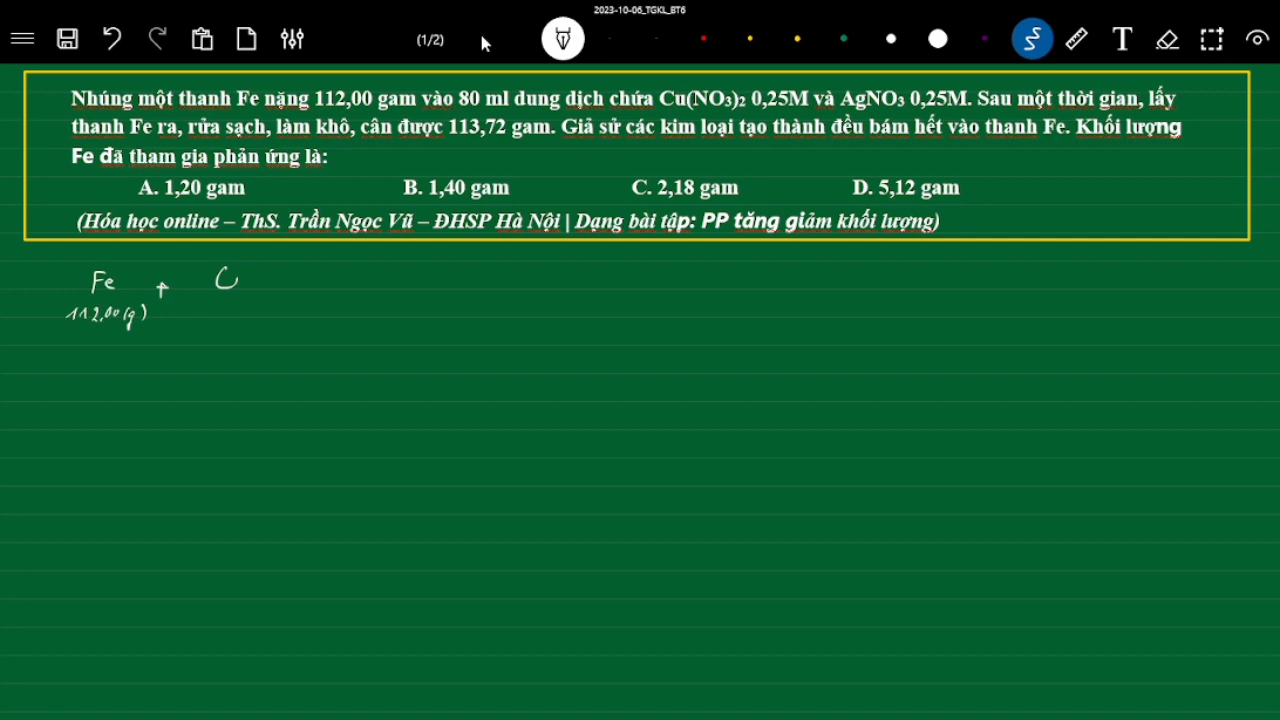 2023-10-06_TGKL_BT6
(1/2)
T
Nhúng một thanh Fe nặng 112,00 gam vào 80 ml dung dịch chứa Cu(NO₃)₂ 0,25M và AgNO₃ 0,25M. Sau một thời gian, lấy
thanh Fe ra, rửa sạch, làm khô, cân được 113,72 gam. Giả sử các kim loại tạo thành đều bám hết vào thanh Fe. Khối lượng
Fe đã tham gia phản ứng là:
A. 1,20 gam B. 1,40 gam C. 2,18 gam D. 5,12 gam
(Hóa học online – ThS. Trần Ngọc Vũ – ĐHSP Hà Nội | Dạng bài tập: PP tăng giảm khối lượng)
Fe + C
112,00(g)